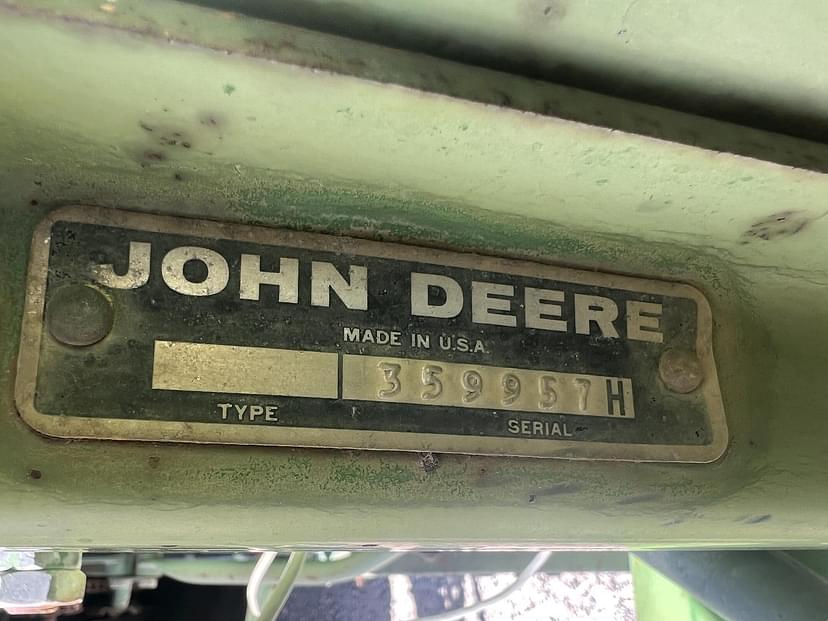 JOHN DEERE
MADE IN U.S.A.
359957H
TYPE
SERIAL